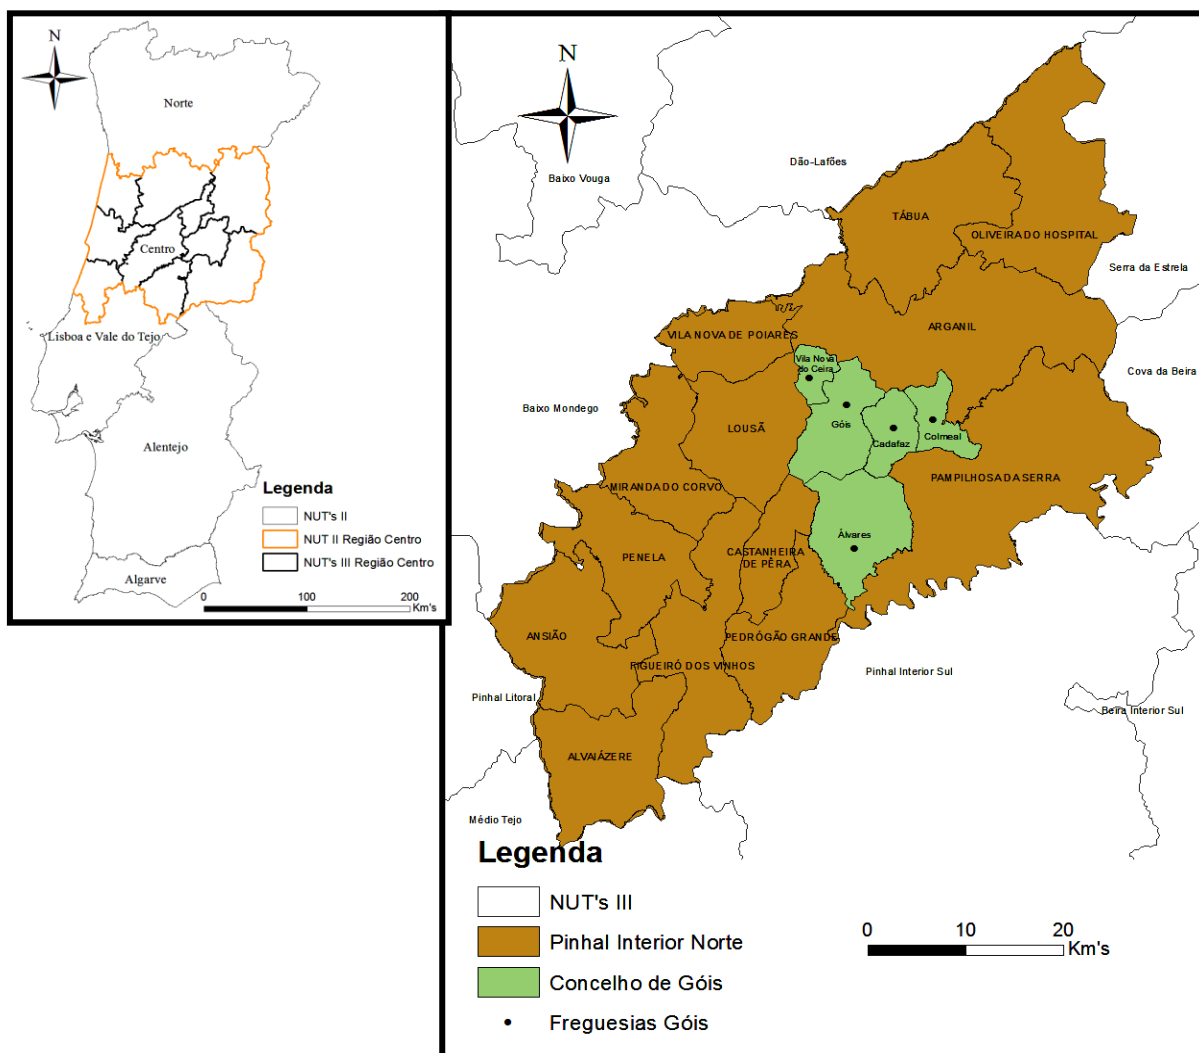 N
Norte
Centro
Lisboa e Vale do Tejo
Alentejo
Algarve
Legenda
NUT's II
NUT II Região Centro
NUT's III Região Centro
0 100 200
Km's
N
Baixo Vouga
Dão-Lafões
TÁBUA
OLIVEIRA DO HOSPITAL
Serra da Estrela
ARGANIL
VILA NOVA DE POIARES
Vila Nova
do Ceira
Cova da Beira
Baixo Mondego
LOUSÃ
Góis
Cadafaz
Colmeal
PAMPILHOSA DA SERRA
MIRANDA DO CORVO
Álvares
PENELA
CASTANHEIRA
DE PÊRA
ANSIÃO
PEDRÓGÃO GRANDE
FIGUEIRÓ DOS VINHOS
Pinhal Interior Sul
Pinhal Litoral
Beira Interior Sul
ALVAIÁZERE
Médio Tejo
Legenda
NUT's III
Pinhal Interior Norte
Concelho de Góis
Freguesias Góis
0 10 20
Km's